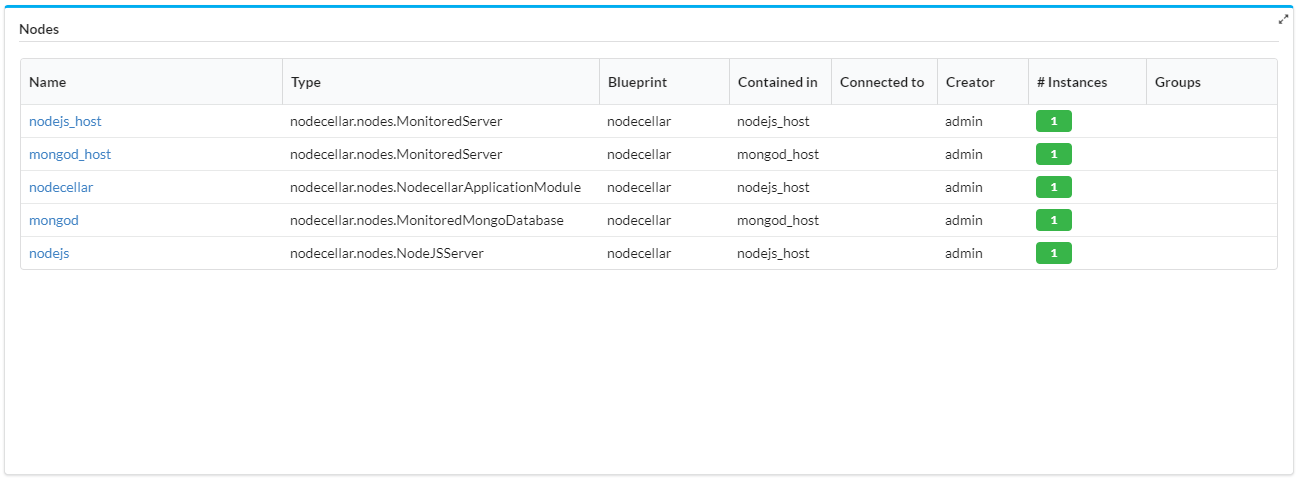 Nodes
Name Type Blueprint Contained in Connected to Creator # Instances Groups
nodejs_host nodecellar.nodes.MonitoredServer nodecellar nodejs_host admin 1
mongod_host nodecellar.nodes.MonitoredServer nodecellar mongod_host admin 1
nodecellar nodecellar.nodes.NodecellarApplicationModule nodecellar nodejs_host admin 1
mongod nodecellar.nodes.MonitoredMongoDatabase nodecellar mongod_host admin 1
nodejs nodecellar.nodes.NodeJSServer nodecellar nodejs_host admin 1